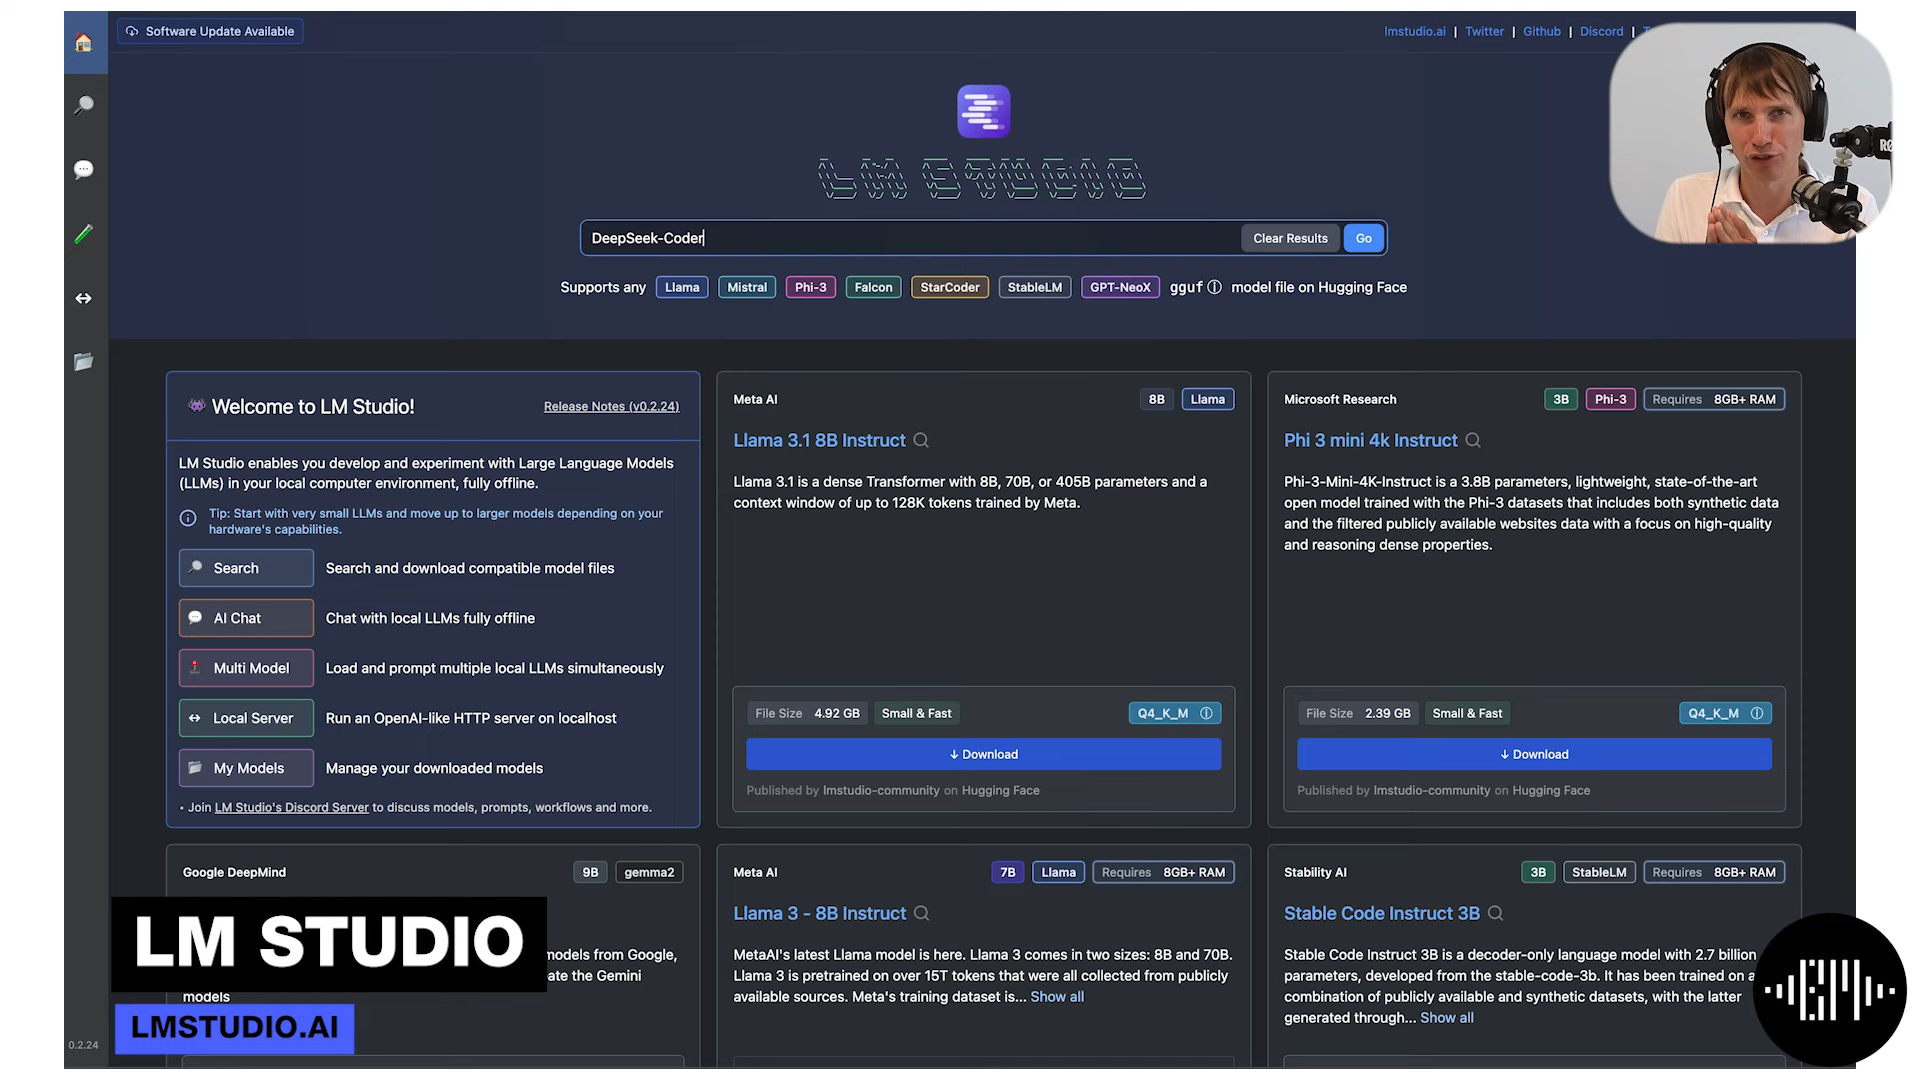 Software Update Available
lmstudio.ai | Twitter | Github | Discord |
LM STUDIO
DeepSeek-Coder
Clear Results
Go
Supports any Llama Mistral Phi-3 Falcon StarCoder StableLM GPT-NeoX gguf ⓘ model file on Hugging Face
Welcome to LM Studio!
Release Notes (v0.2.24)
LM Studio enables you develop and experiment with Large Language Models
(LLMs) in your local computer environment, fully offline.
Tip: Start with very small LLMs and move up to larger models depending on your
hardware's capabilities.
Search Search and download compatible model files
AI Chat Chat with local LLMs fully offline
Multi Model Load and prompt multiple local LLMs simultaneously
Local Server Run an OpenAI-like HTTP server on localhost
My Models Manage your downloaded models
• Join LM Studio's Discord Server to discuss models, prompts, workflows and more.
Meta AI 8B Llama
Llama 3.1 8B Instruct
Llama 3.1 is a dense Transformer with 8B, 70B, or 405B parameters and a
context window of up to 128K tokens trained by Meta.
File Size 4.92 GB Small & Fast Q4_K_M ⓘ
↓ Download
Published by lmstudio-community on Hugging Face
Microsoft Research 3B Phi-3 Requires 8GB+ RAM
Phi 3 mini 4k Instruct
Phi-3-Mini-4K-Instruct is a 3.8B parameters, lightweight, state-of-the-art
open model trained with the Phi-3 datasets that includes both synthetic data
and the filtered publicly available websites data with a focus on high-quality
and reasoning dense properties.
File Size 2.39 GB Small & Fast Q4_K_M ⓘ
↓ Download
Published by lmstudio-community on Hugging Face
Google DeepMind 9B gemma2
models from Google,
ate the Gemini
models
Meta AI 7B Llama Requires 8GB+ RAM
Llama 3 - 8B Instruct
MetaAI's latest Llama model is here. Llama 3 comes in two sizes: 8B and 70B.
Llama 3 is pretrained on over 15T tokens that were all collected from publicly
available sources. Meta's training dataset is... Show all
Stability AI 3B StableLM Requires 8GB+ RAM
Stable Code Instruct 3B
Stable Code Instruct 3B is a decoder-only language model with 2.7 billion
parameters, developed from the stable-code-3b. It has been trained on a
combination of publicly available and synthetic datasets, with the latter
generated through... Show all
LM STUDIO
LMSTUDIO.AI
0.2.24